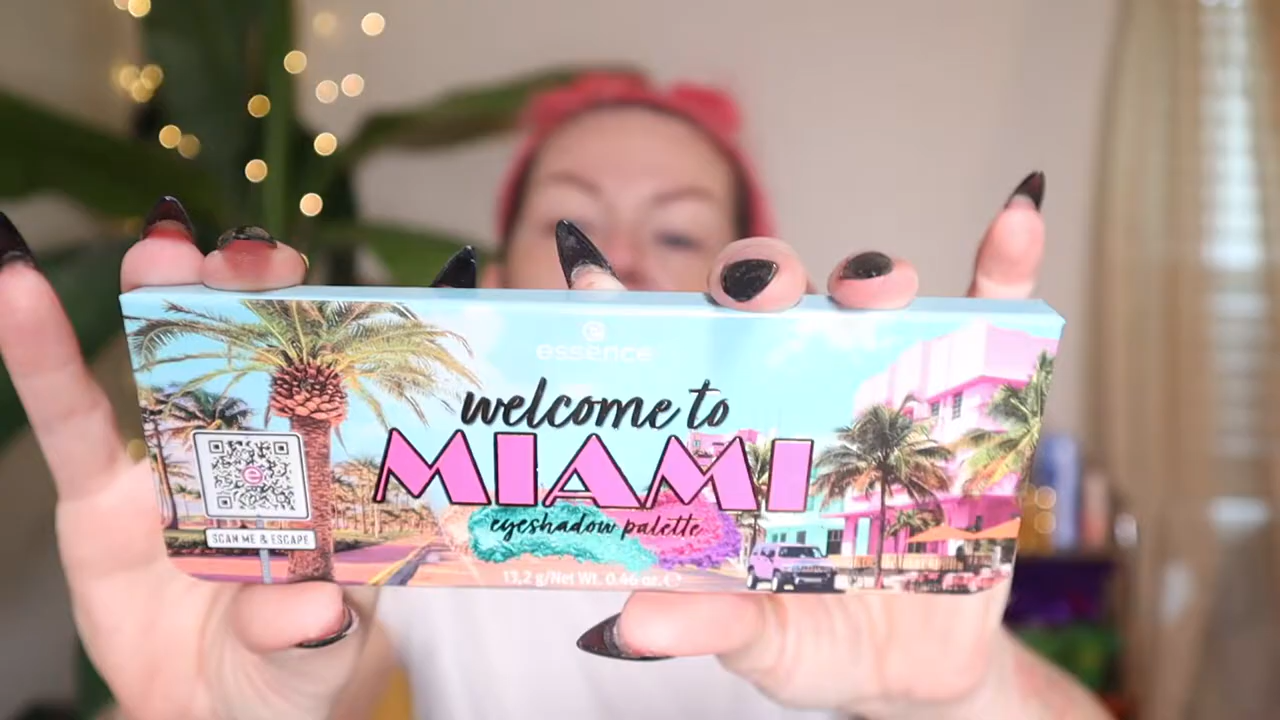 essence
welcome to
MIAMI
eyeshadow palette
SCAN ME & ESCAPE
13,2 g/Net WT. 0.46 oz. ℮